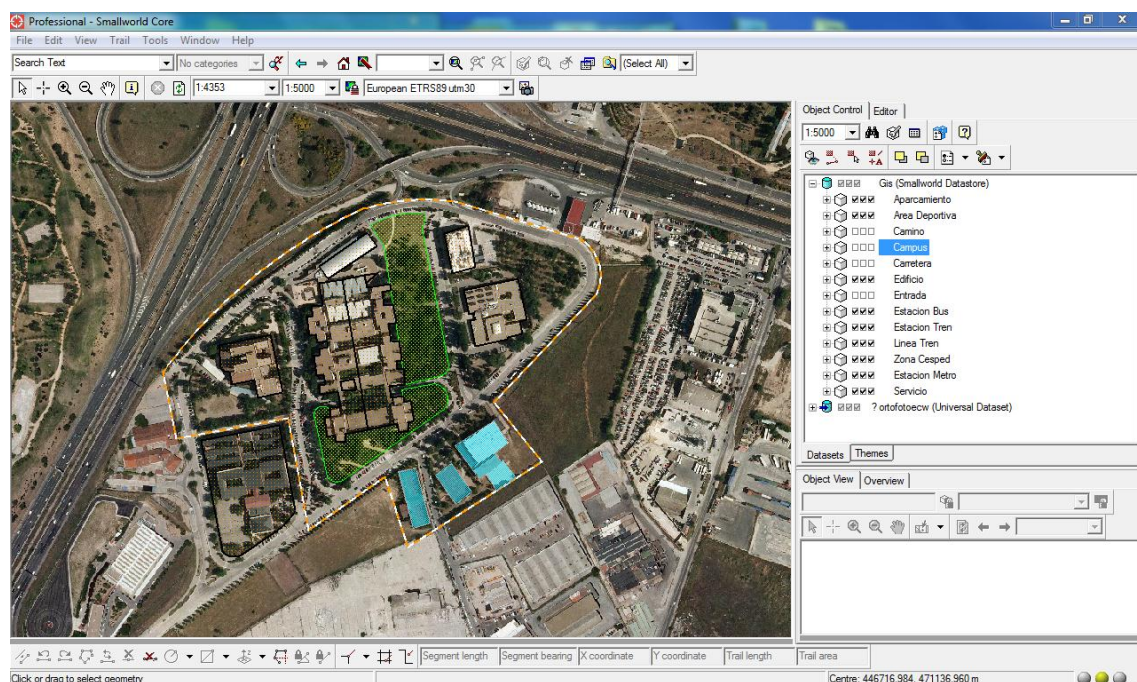 Professional - Smallworld Core
File Edit View Trail Tools Window Help
Search Text No categories (Select All)
1:4353 1:5000 European ETRS89 utm30
Object Control Editor
1:5000
Gis (Smallworld Datastore)
Aparcamiento
Area Deportiva
Camino
Campus
Carretera
Edificio
Entrada
Estacion Bus
Estacion Tren
Linea Tren
Zona Cesped
Estacion Metro
Servicio
? ortofotoecw (Universal Dataset)
Datasets Themes
Object View Overview
Segment length Segment bearing X coordinate Y coordinate Trail length Trail area
Click or drag to select geometry Centre: 446716.984, 471136.960 m